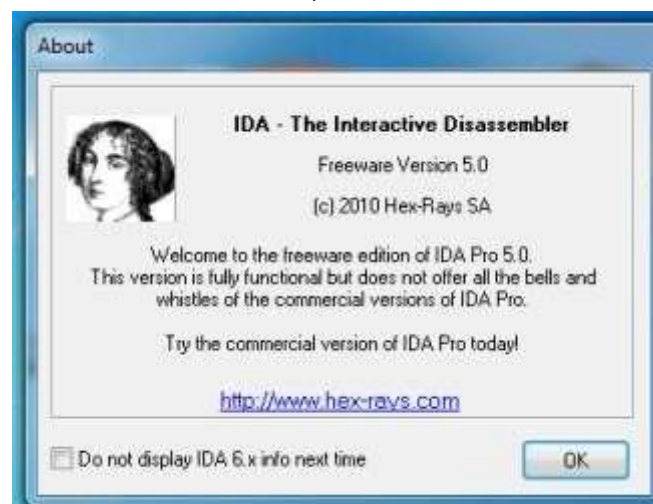 About
IDA - The Interactive Disassembler
Freeware Version 5.0
(c) 2010 Hex-Rays SA
Welcome to the freeware edition of IDA Pro 5.0.
This version is fully functional but does not offer all the bells and
whistles of the commercial versions of IDA Pro.
Try the commercial version of IDA Pro today!
http://www.hex-rays.com
Do not display IDA 6.x info next time
OK